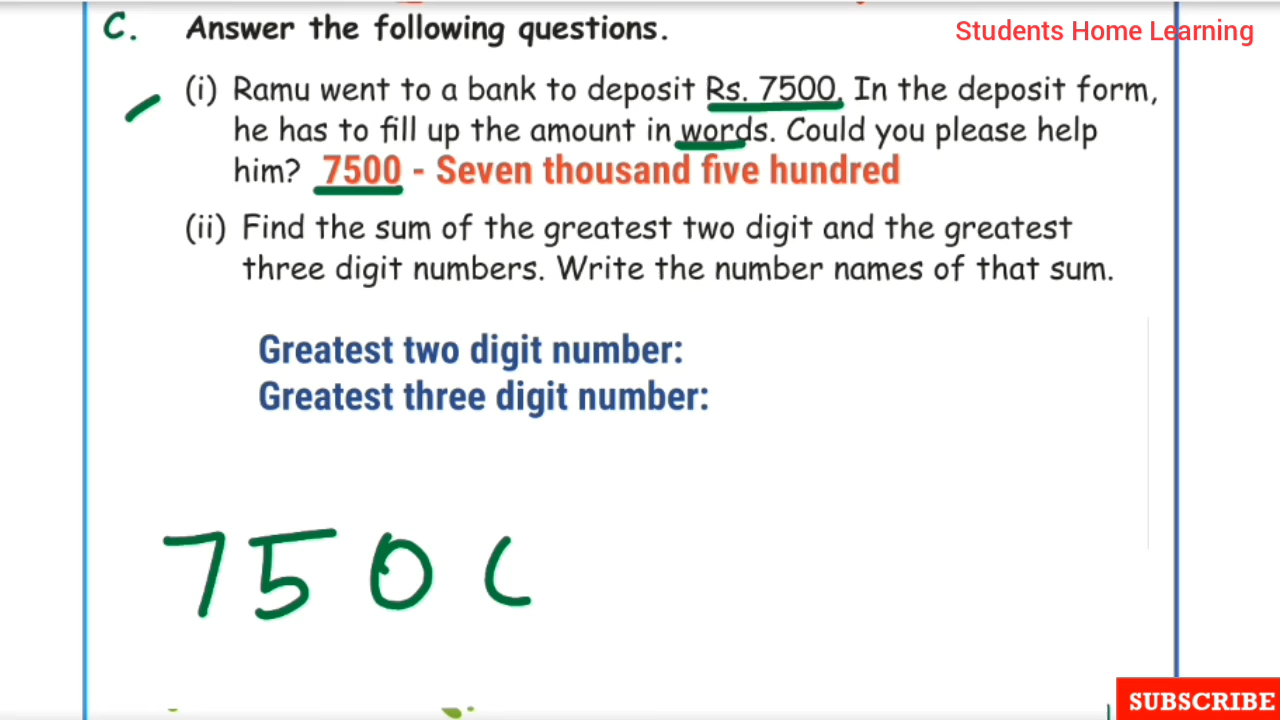 C. Answer the following questions.
Students Home Learning
(i) Ramu went to a bank to deposit Rs. 7500. In the deposit form,
he has to fill up the amount in words. Could you please help
him? 7500 - Seven thousand five hundred
(ii) Find the sum of the greatest two digit and the greatest
three digit numbers. Write the number names of that sum.
Greatest two digit number:
Greatest three digit number:
750
SUBSCRIBE